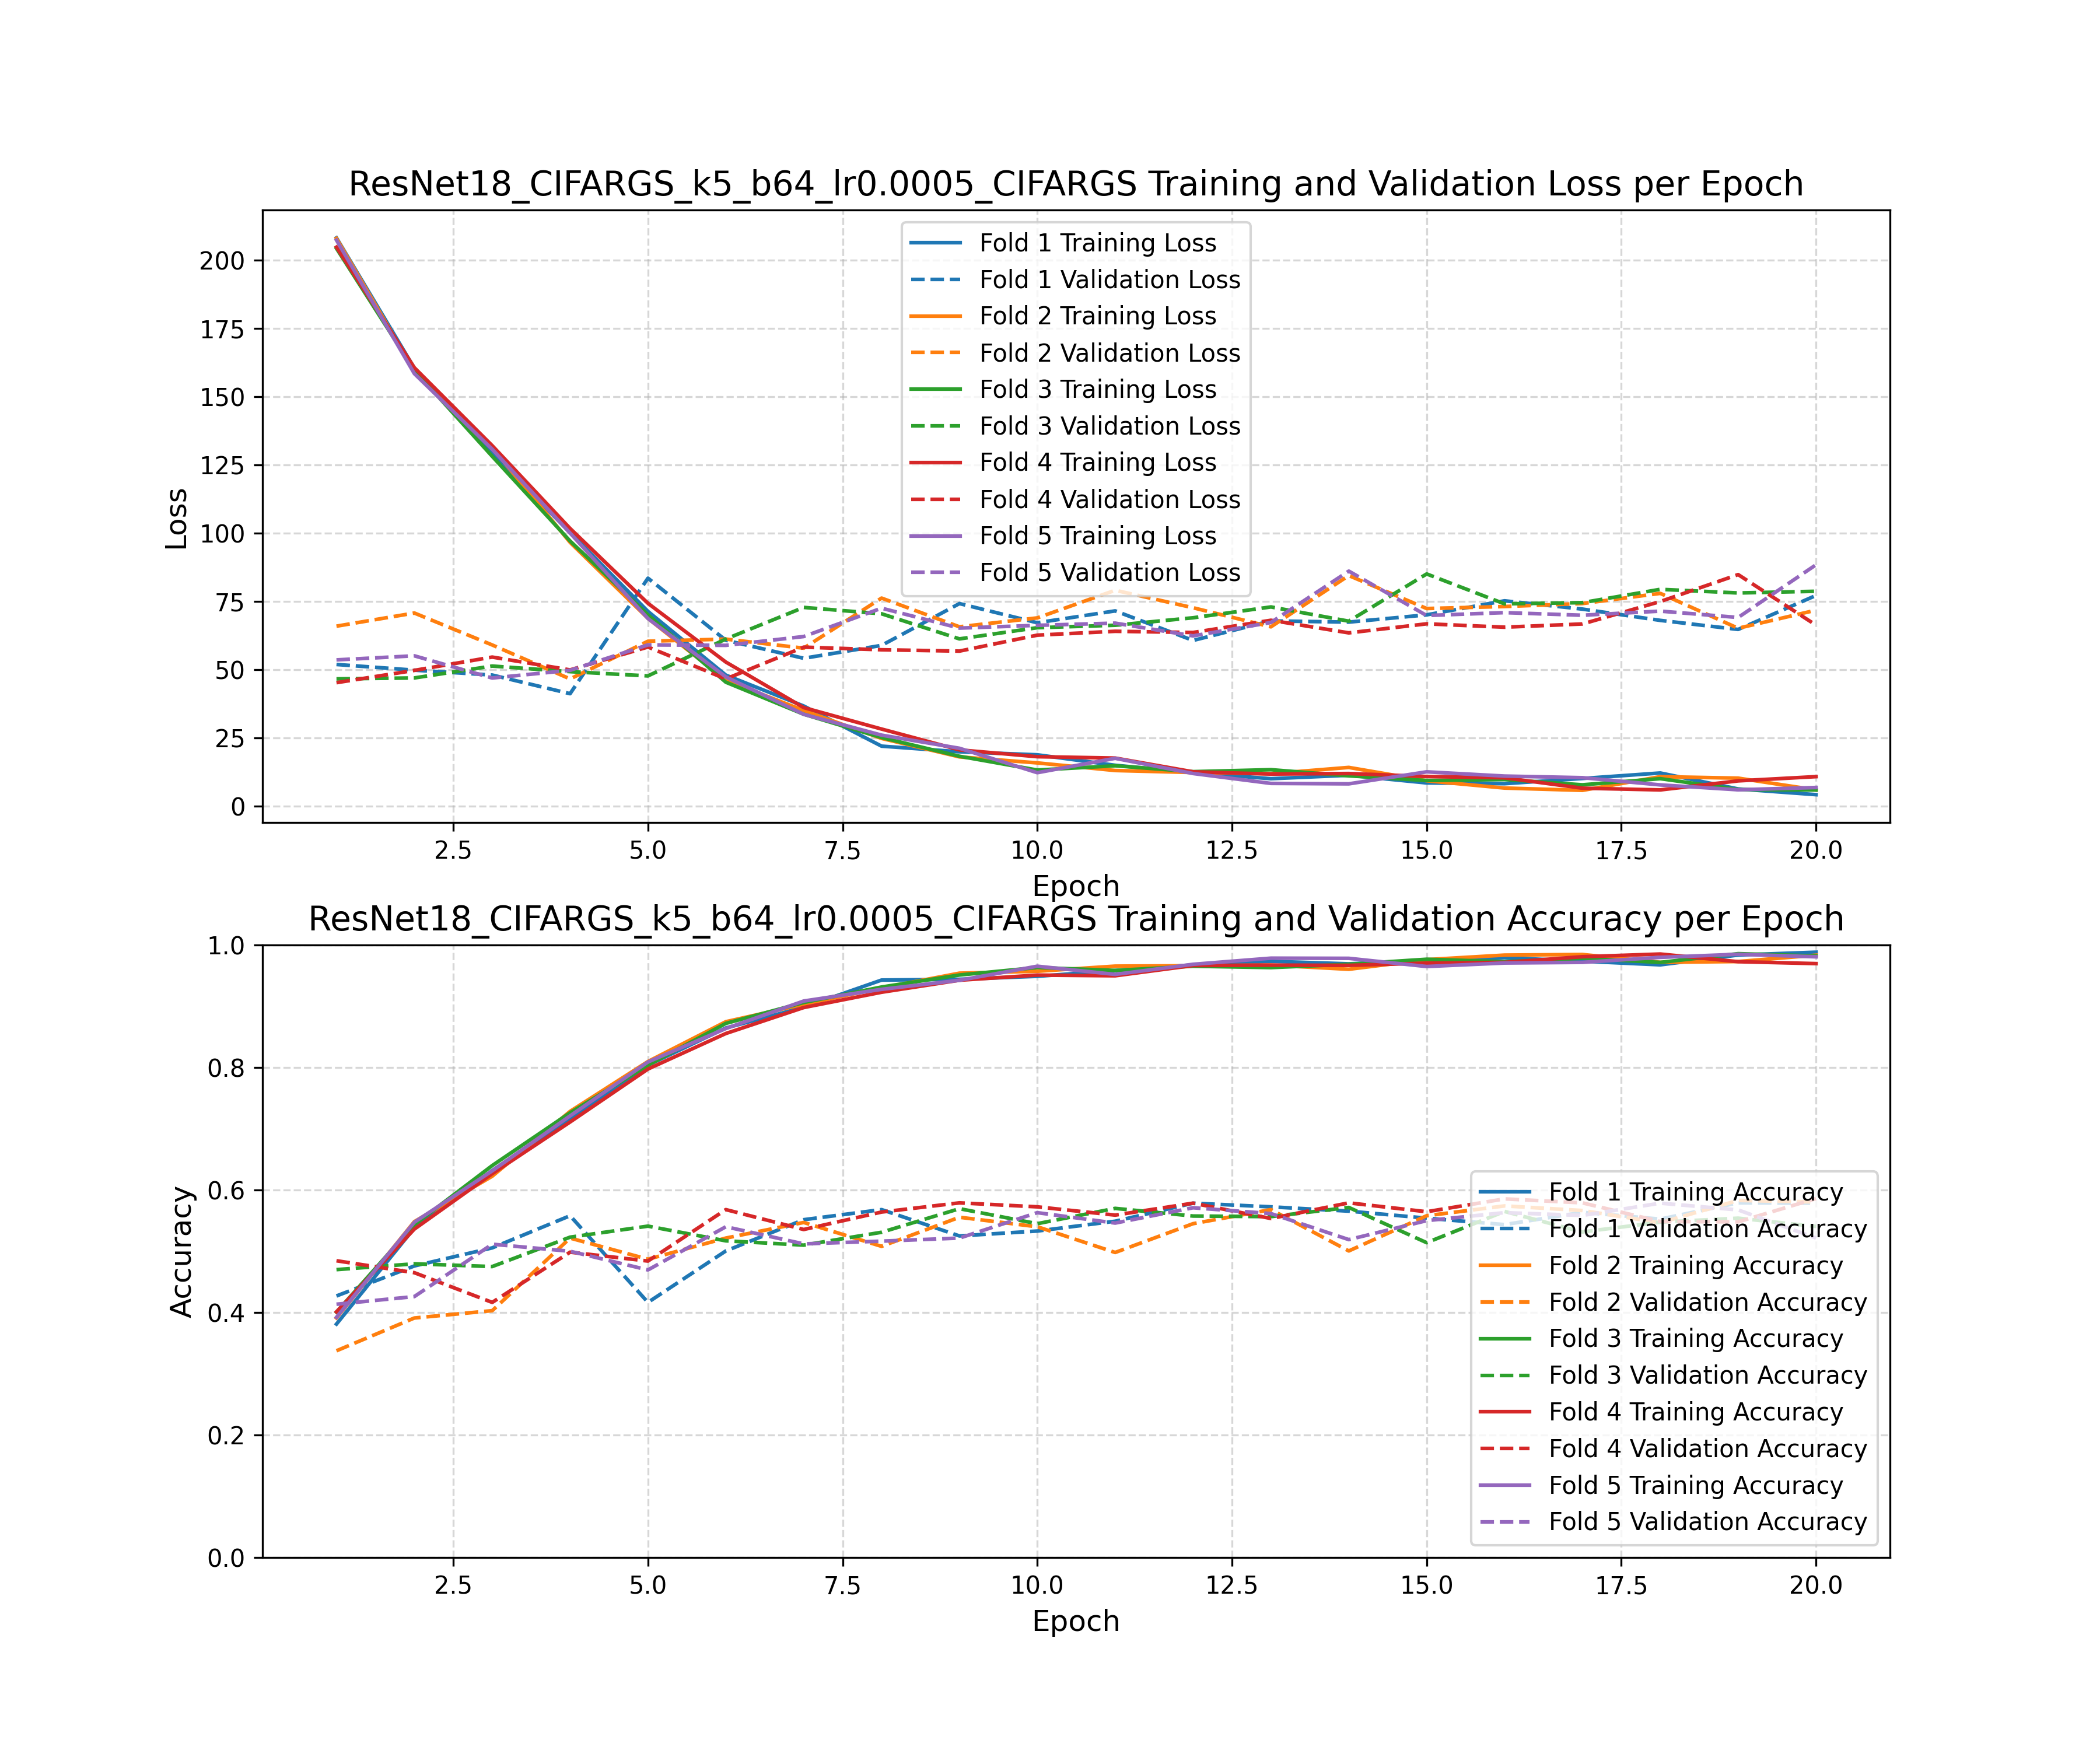 ResNet18_CIFARGS_k5_b64_lr0.0005_CIFARGS Training and Validation Loss per Epoch
200
175
150
125
100
75
50
25
0
Loss
Fold 1 Training Loss
Fold 1 Validation Loss
Fold 2 Training Loss
Fold 2 Validation Loss
Fold 3 Training Loss
Fold 3 Validation Loss
Fold 4 Training Loss
Fold 4 Validation Loss
Fold 5 Training Loss
Fold 5 Validation Loss
2.5 5.0 7.5 10.0 12.5 15.0 17.5 20.0
Epoch
ResNet18_CIFARGS_k5_b64_lr0.0005_CIFARGS Training and Validation Accuracy per Epoch
1.0
0.8
0.6
0.4
0.2
0.0
Accuracy
Fold 1 Training Accuracy
Fold 1 Validation Accuracy
Fold 2 Training Accuracy
Fold 2 Validation Accuracy
Fold 3 Training Accuracy
Fold 3 Validation Accuracy
Fold 4 Training Accuracy
Fold 4 Validation Accuracy
Fold 5 Training Accuracy
Fold 5 Validation Accuracy
2.5 5.0 7.5 10.0 12.5 15.0 17.5 20.0
Epoch